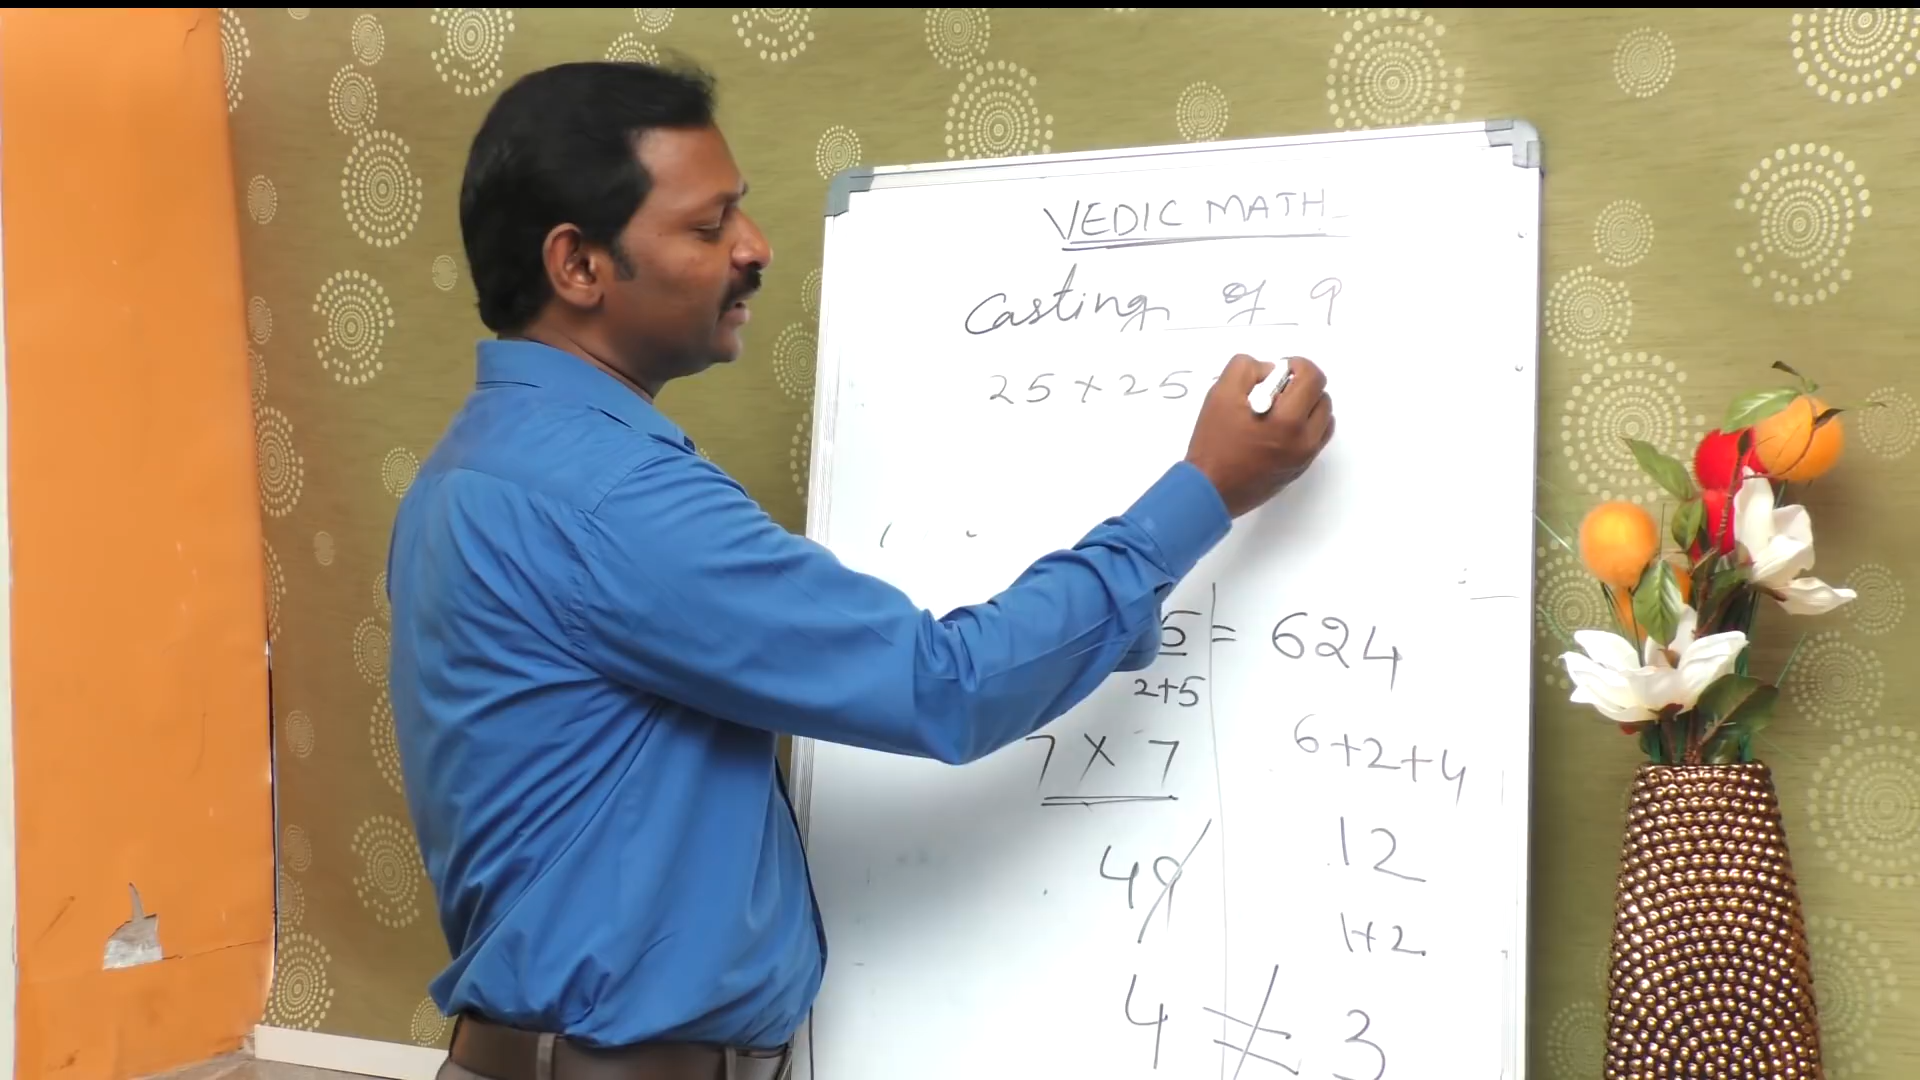 VEDIC MATH
Casting of 9
25 × 25
5 = 624
2+5
6+2+4
7 × 7
12
49
1+2
4 ≠ 3